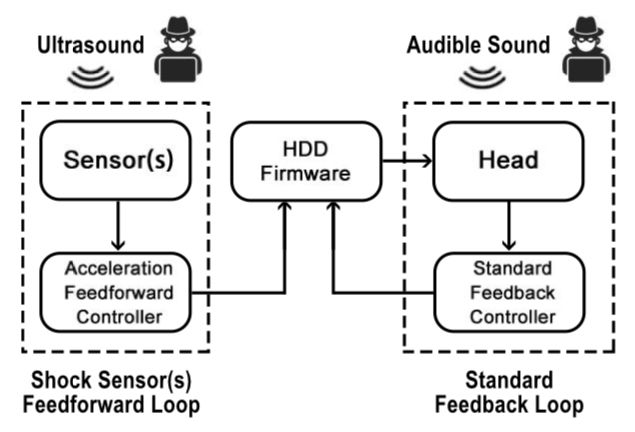 Ultrasound
Audible Sound
Sensor(s)
HDD
Firmware
Head
Acceleration
Feedforward
Controller
Standard
Feedback
Controller
Shock Sensor(s)
Feedforward Loop
Standard
Feedback Loop